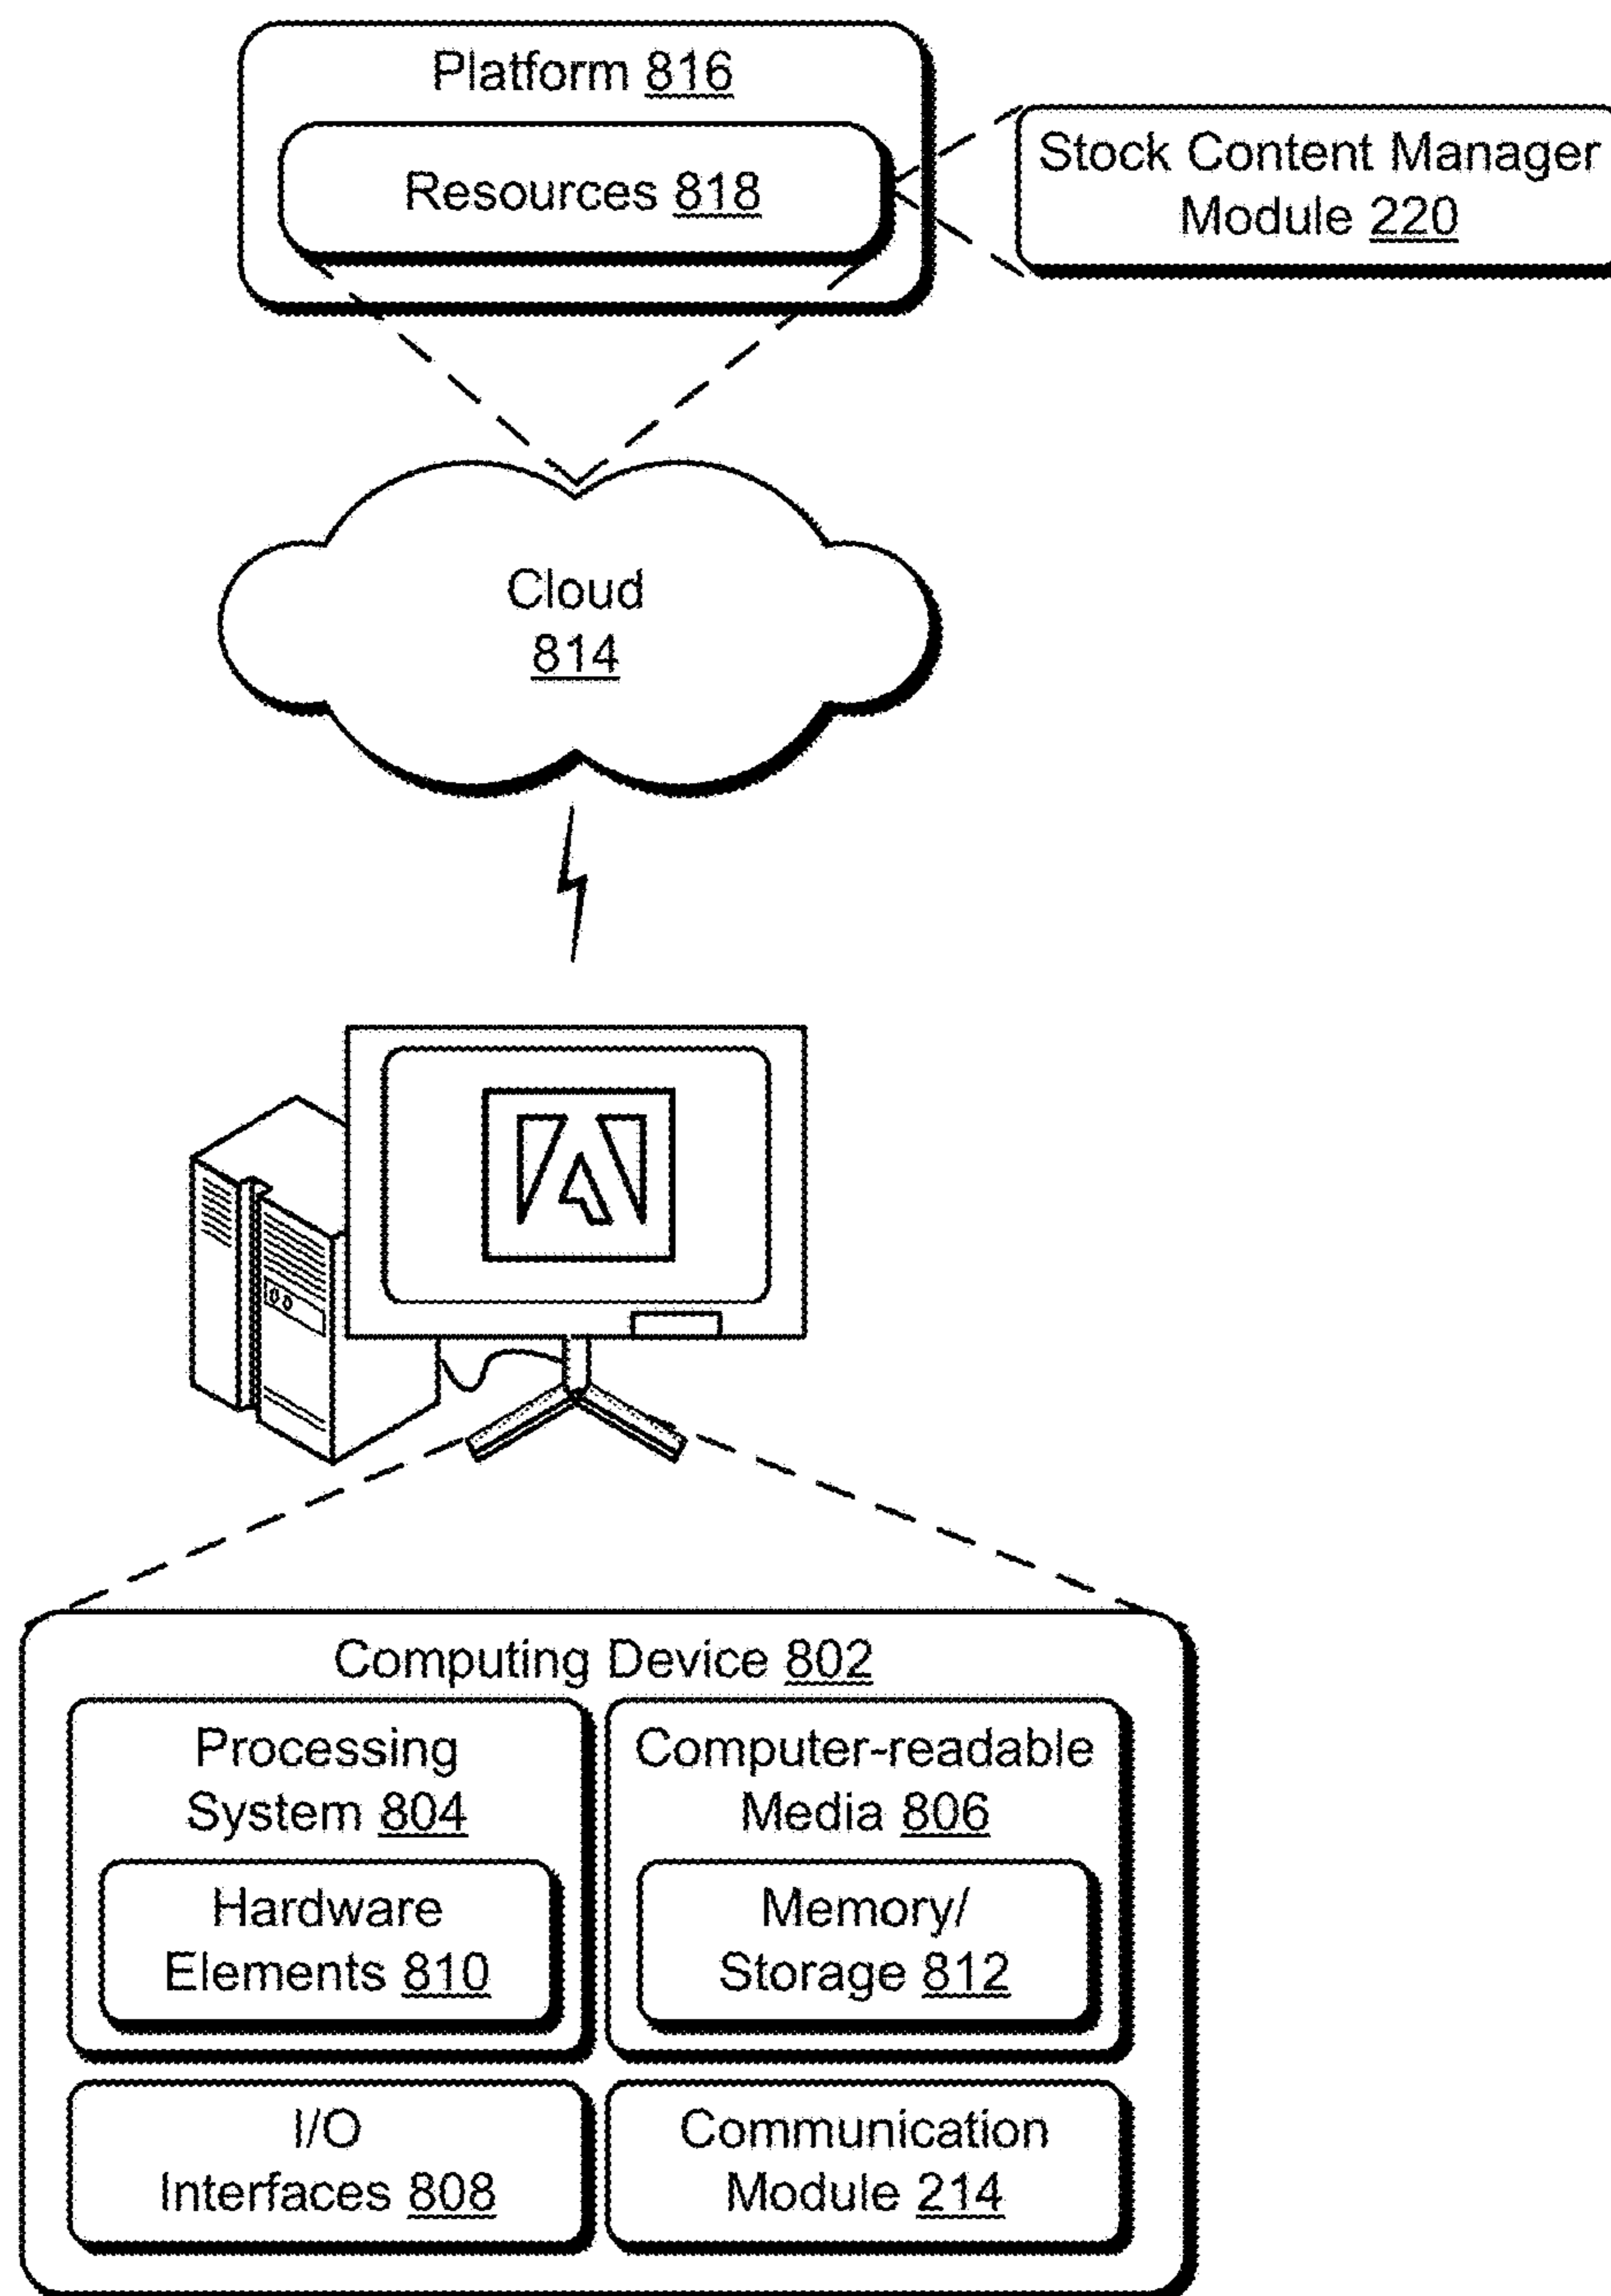 Platform 816
Resources 818
Stock Content Manager
Module 220
Cloud
814
Computing Device 802
Processing
System 804
Hardware
Elements 810
Computer-readable
Media 806
Memory/
Storage 812
I/O
Interfaces 808
Communication
Module 214